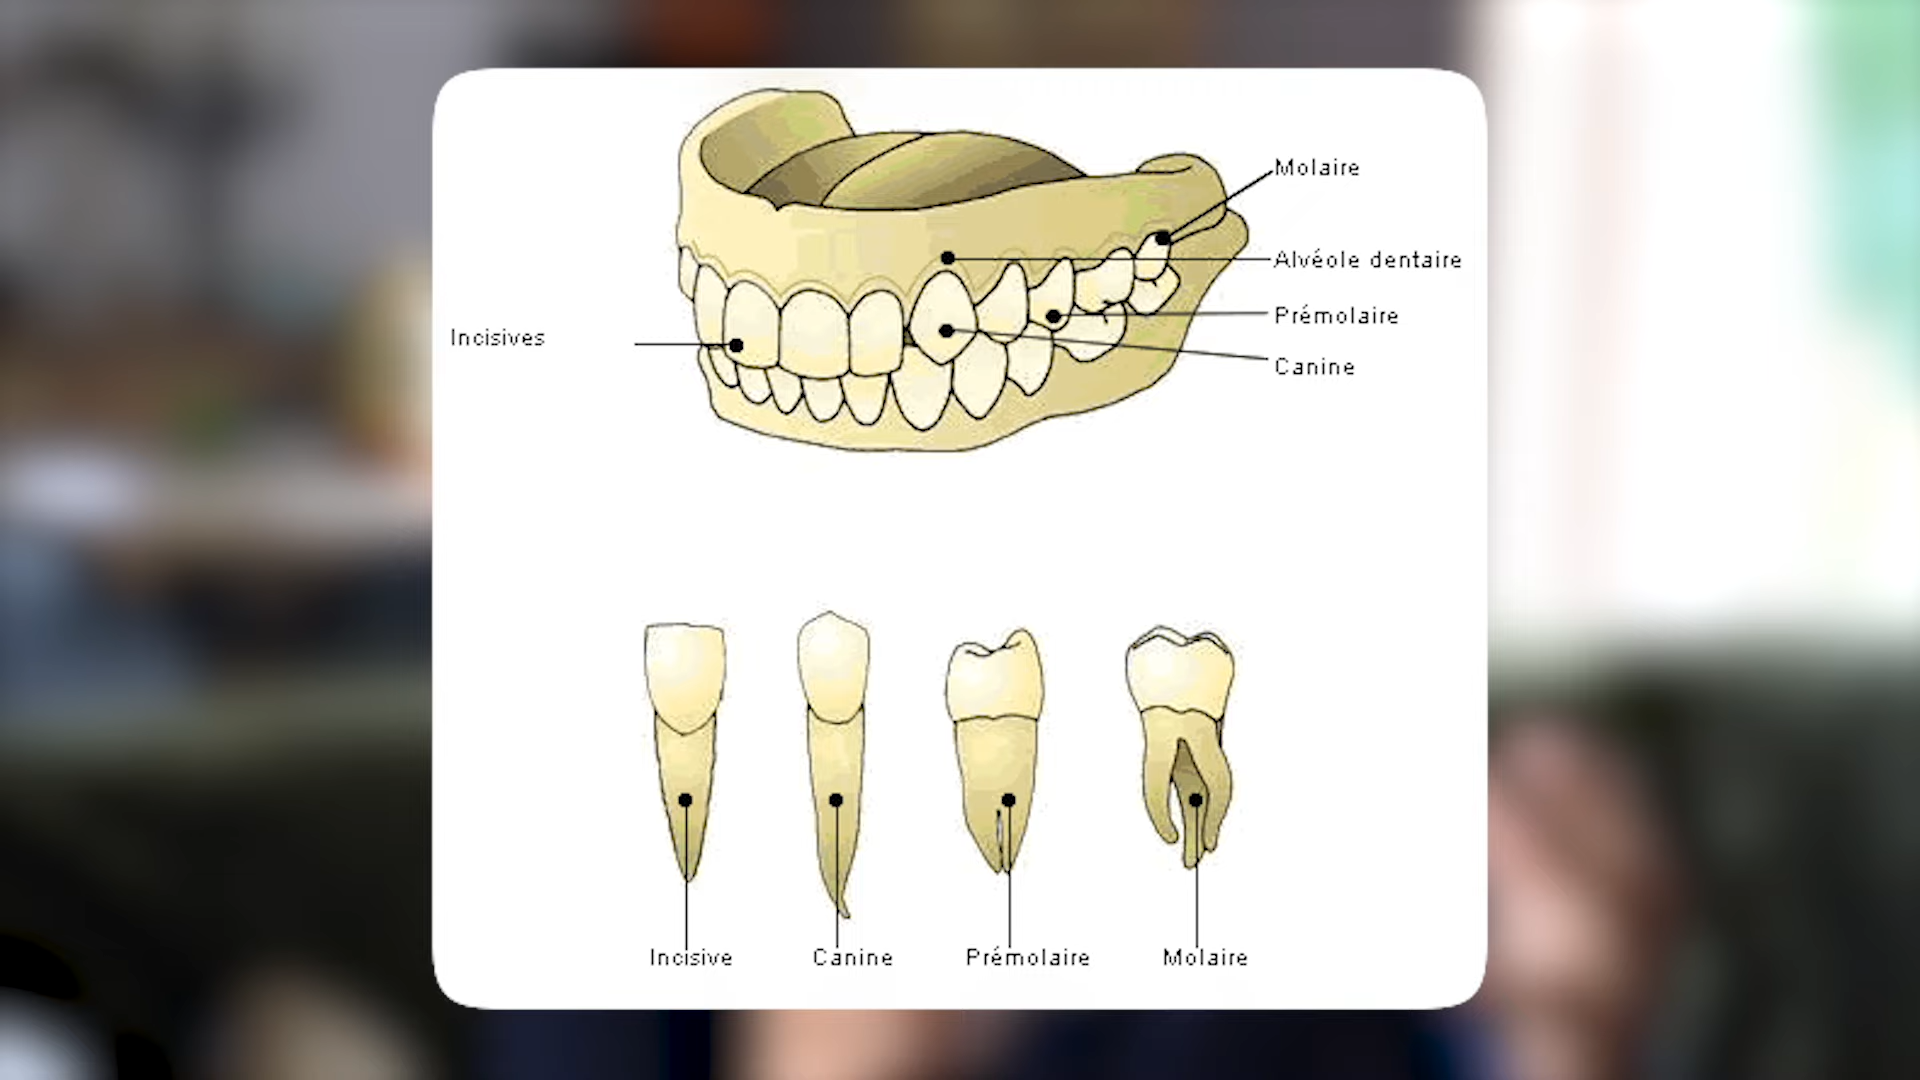 Molaire
Alvéole dentaire
Prémolaire
Incisives
Canine
Incisive
Canine
Prémolaire
Molaire